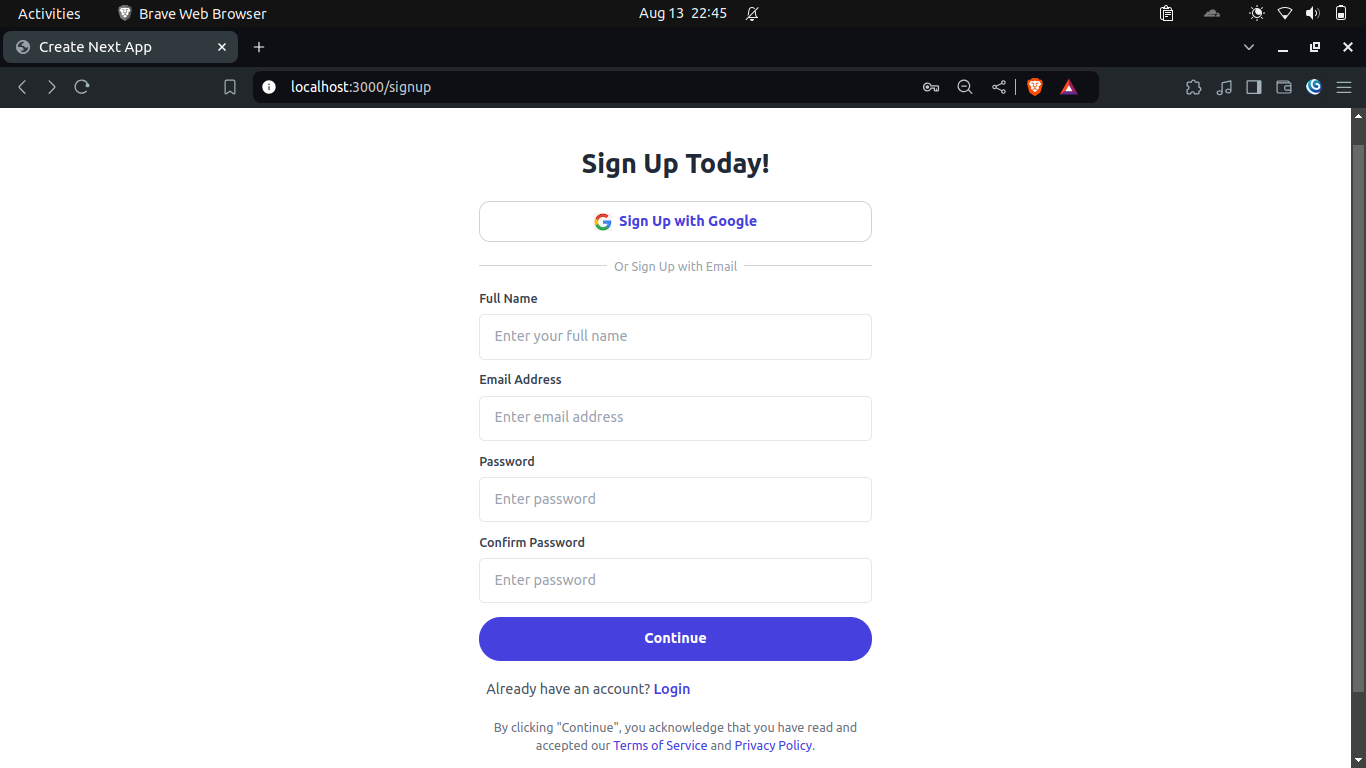 Activities Brave Web Browser Aug 13 22:45
Create Next App
localhost:3000/signup
Sign Up Today!
Sign Up with Google
Or Sign Up with Email
Full Name
Enter your full name
Email Address
Enter email address
Password
Enter password
Confirm Password
Enter password
Continue
Already have an account? Login
By clicking "Continue", you acknowledge that you have read and
accepted our Terms of Service and Privacy Policy.